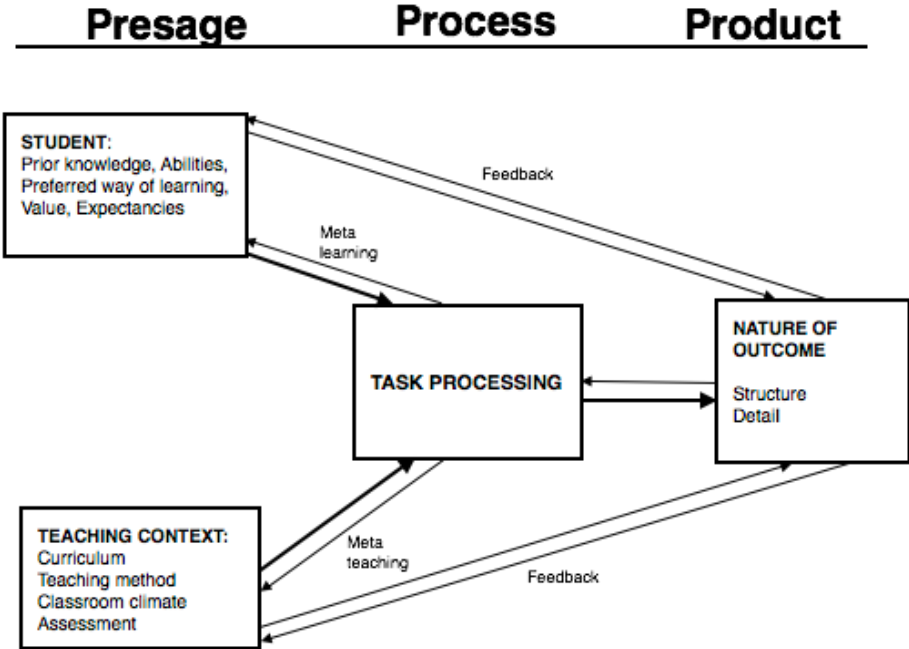 Presage Process Product
STUDENT:
Prior knowledge, Abilities,
Preferred way of learning,
Value, Expectancies
Feedback
Meta
learning
TASK PROCESSING
NATURE OF
OUTCOME
Structure
Detail
TEACHING CONTEXT:
Curriculum
Teaching method
Classroom climate
Assessment
Meta
teaching
Feedback